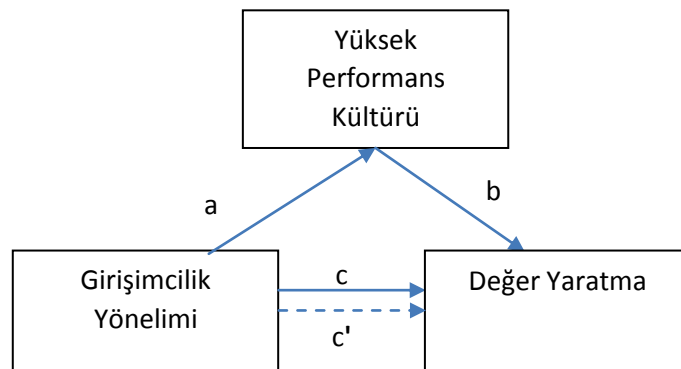 Yüksek
Performans
Kültürü
a
b
Girişimcilik
Yönelimi
c
c'
Değer Yaratma